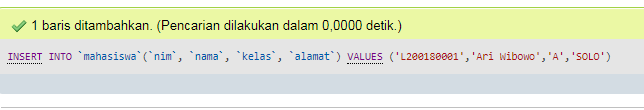 1 baris ditambahkan. (Pencarian dilakukan dalam 0,0000 detik.)
INSERT INTO `mahasiswa`(`nim`, `nama`, `kelas`, `alamat`) VALUES ('L200180001','Ari Wibowo','A','SOLO')